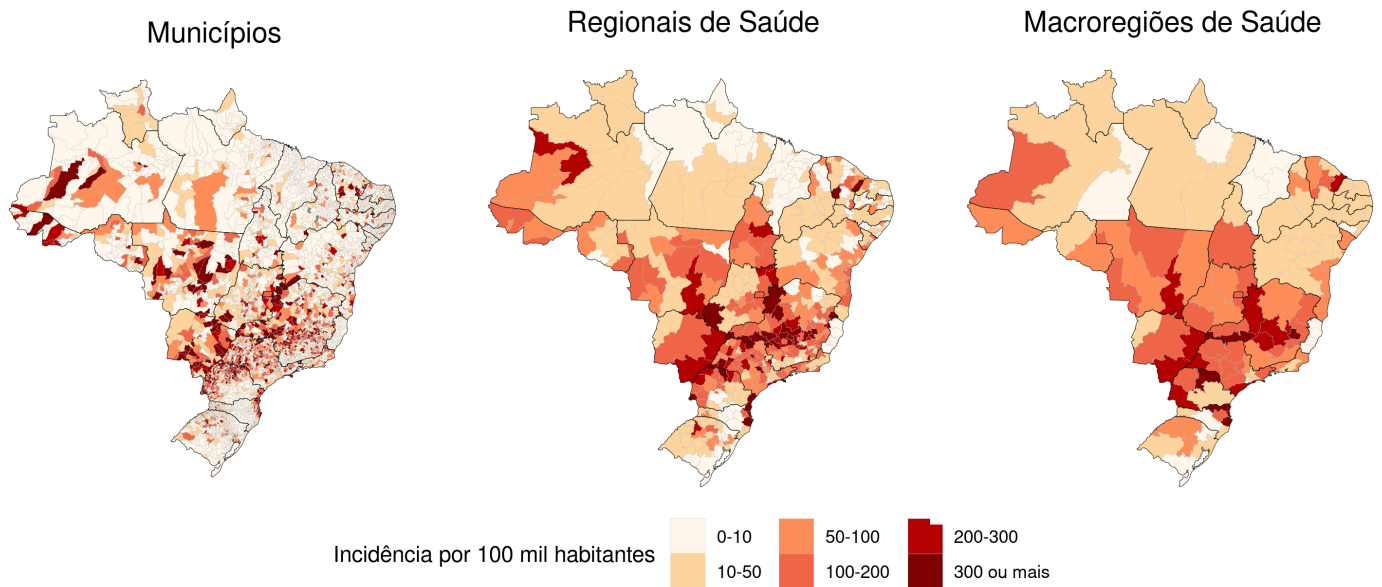 Municípios
Regionais de Saúde
Macroregiões de Saúde
Incidência por 100 mil habitantes
0-10
50-100
200-300
10-50
100-200
300 ou mais